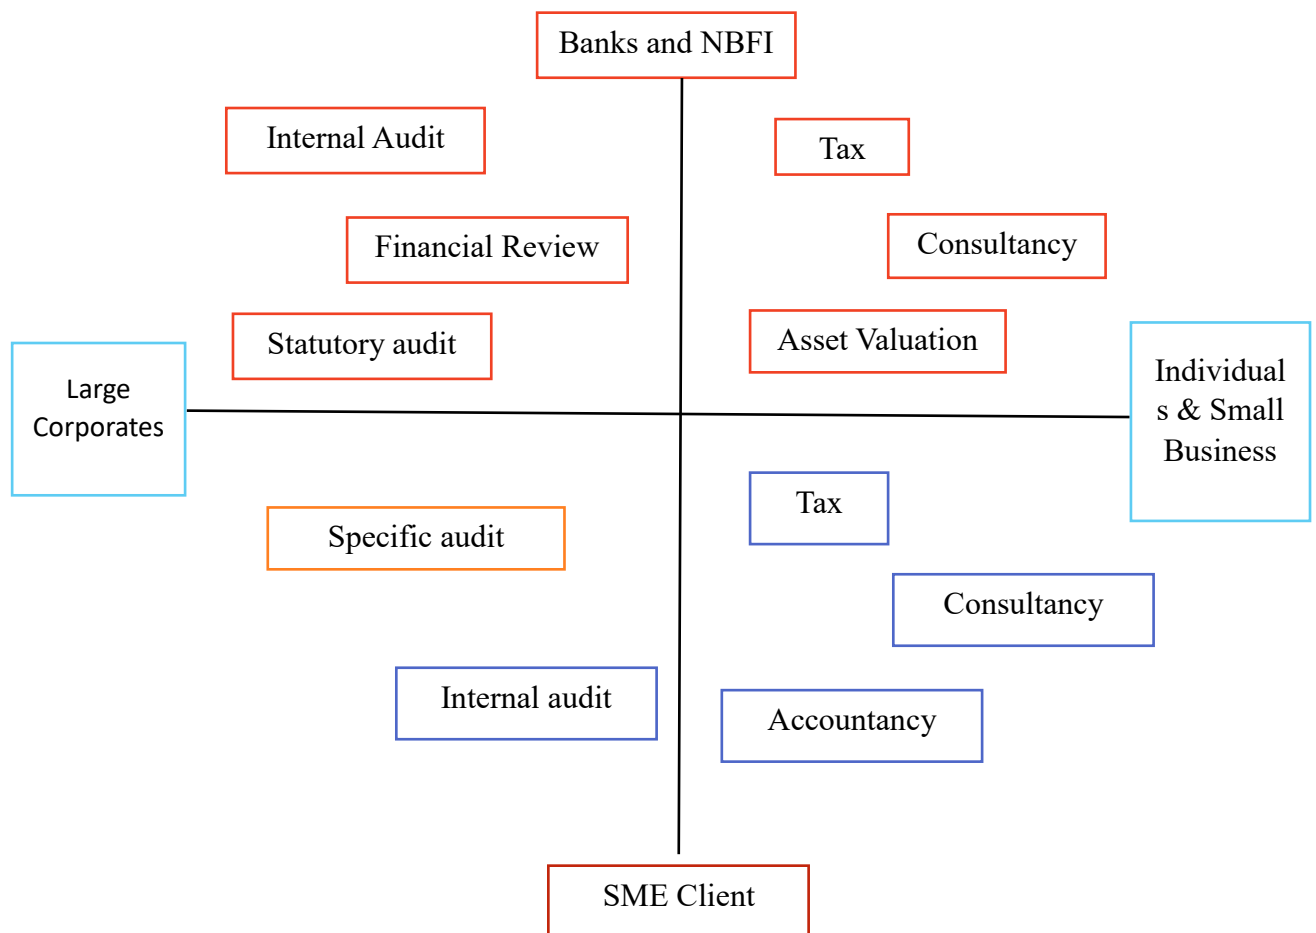 Banks and NBFI
Internal Audit
Tax
Financial Review
Consultancy
Statutory audit
Asset Valuation
Large
Corporates
Individual
s & Small
Business
Tax
Specific audit
Consultancy
Internal audit
Accountancy
SME Client